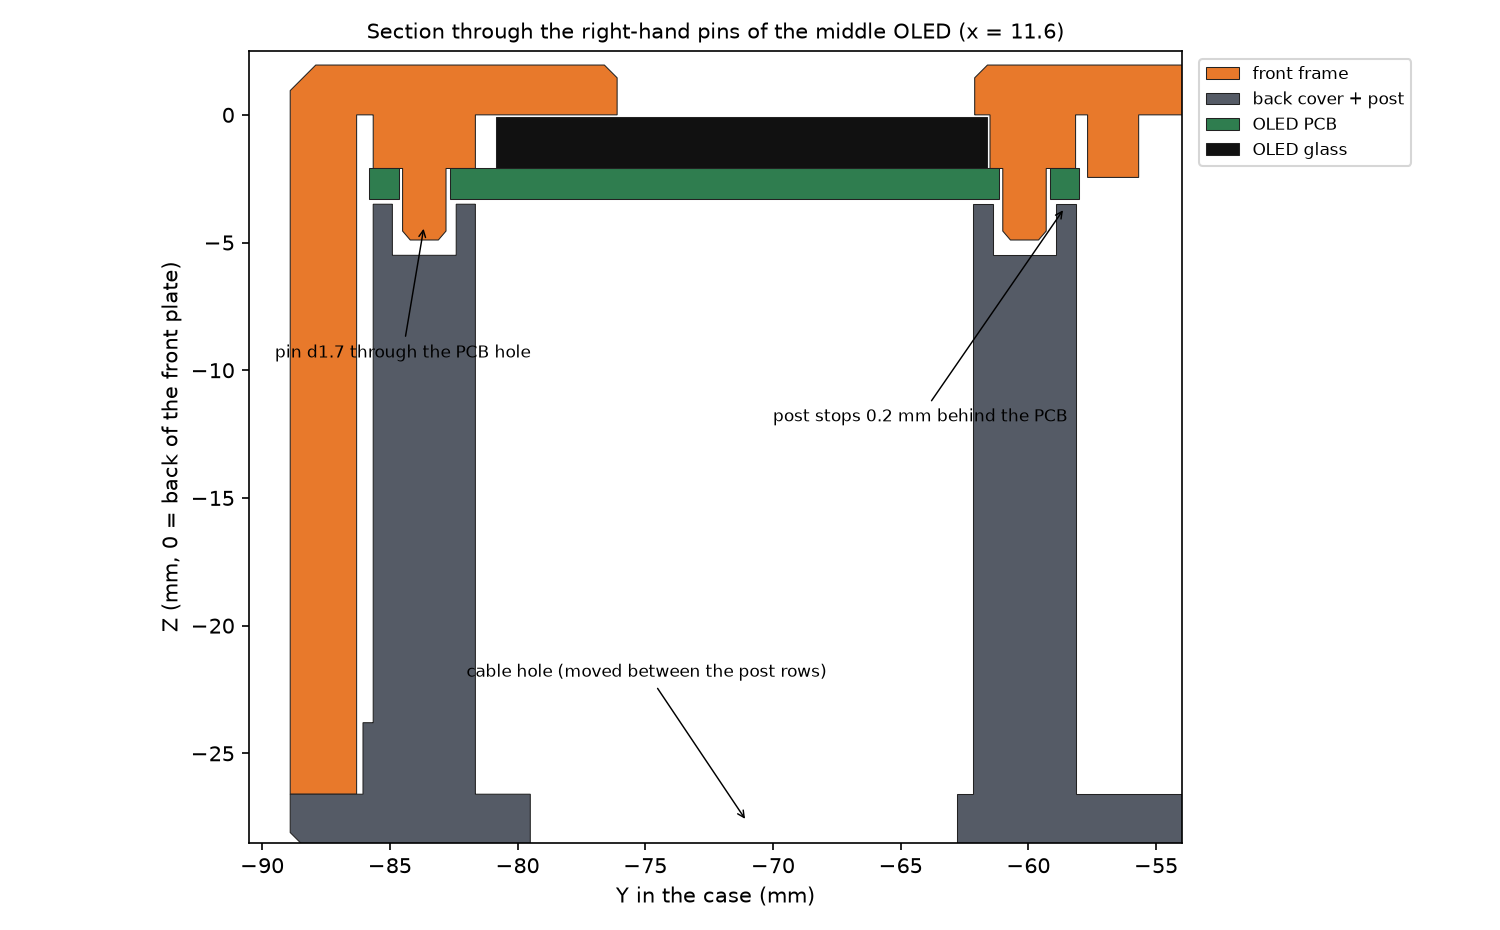 Section through the right-hand pins of the middle OLED (x = 11.6)
front frame
back cover + post
OLED PCB
OLED glass
0
−5
−10
−15
−20
−25
Z (mm, 0 = back of the front plate)
pin d1.7 through the PCB hole
post stops 0.2 mm behind the PCB
cable hole (moved between the post rows)
−90 −85 −80 −75 −70 −65 −60 −55
Y in the case (mm)